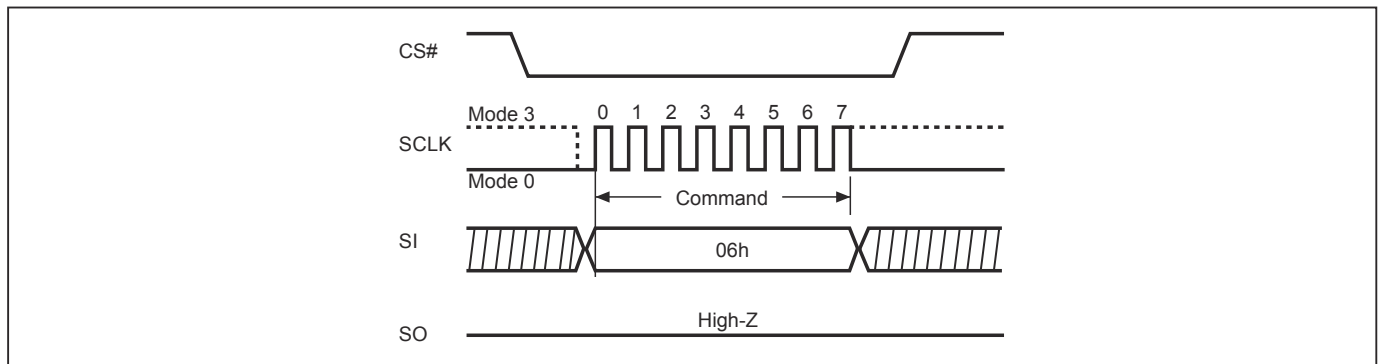 CS#
Mode 3
0 1 2 3 4 5 6 7
SCLK
Mode 0
Command
SI
06h
High-Z
SO